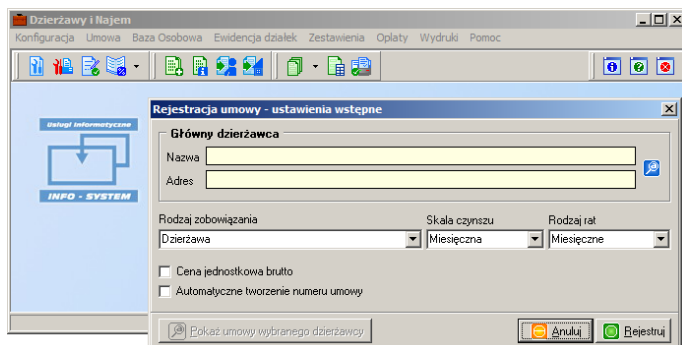 Dzierżawy i Najem
Konfiguracja Umowa Baza Osobowa Ewidencja działek Zestawienia Opłaty Wydruki Pomoc
Usługi Informatyczne
INFO - SYSTEM
Rejestracja umowy - ustawienia wstępne
Główny dzierżawca
Nazwa
Adres
Rodzaj zobowiązania Skala czynszu Rodzaj rat
Dzierżawa Miesięczna Miesięczne
Cena jednostkowa brutto
Automatyczne tworzenie numeru umowy
Pokaż umowy wybranego dzierżawcy Anuluj Rejestruj